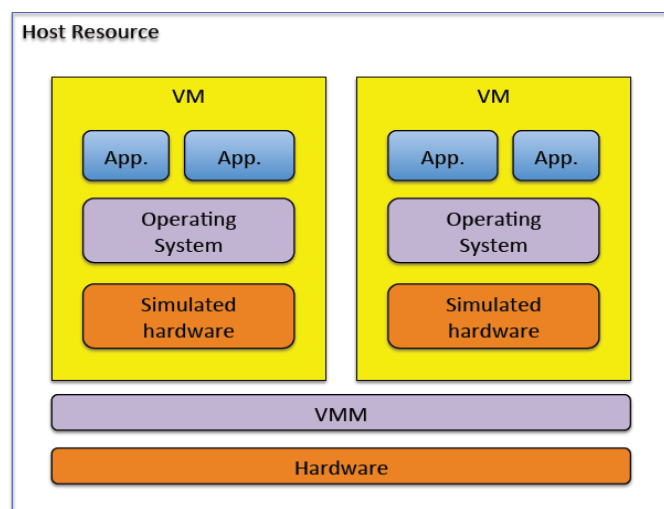 Host Resource
VM
App.
App.
Operating
System
Simulated
hardware
VM
App.
App.
Operating
System
Simulated
hardware
VMM
Hardware